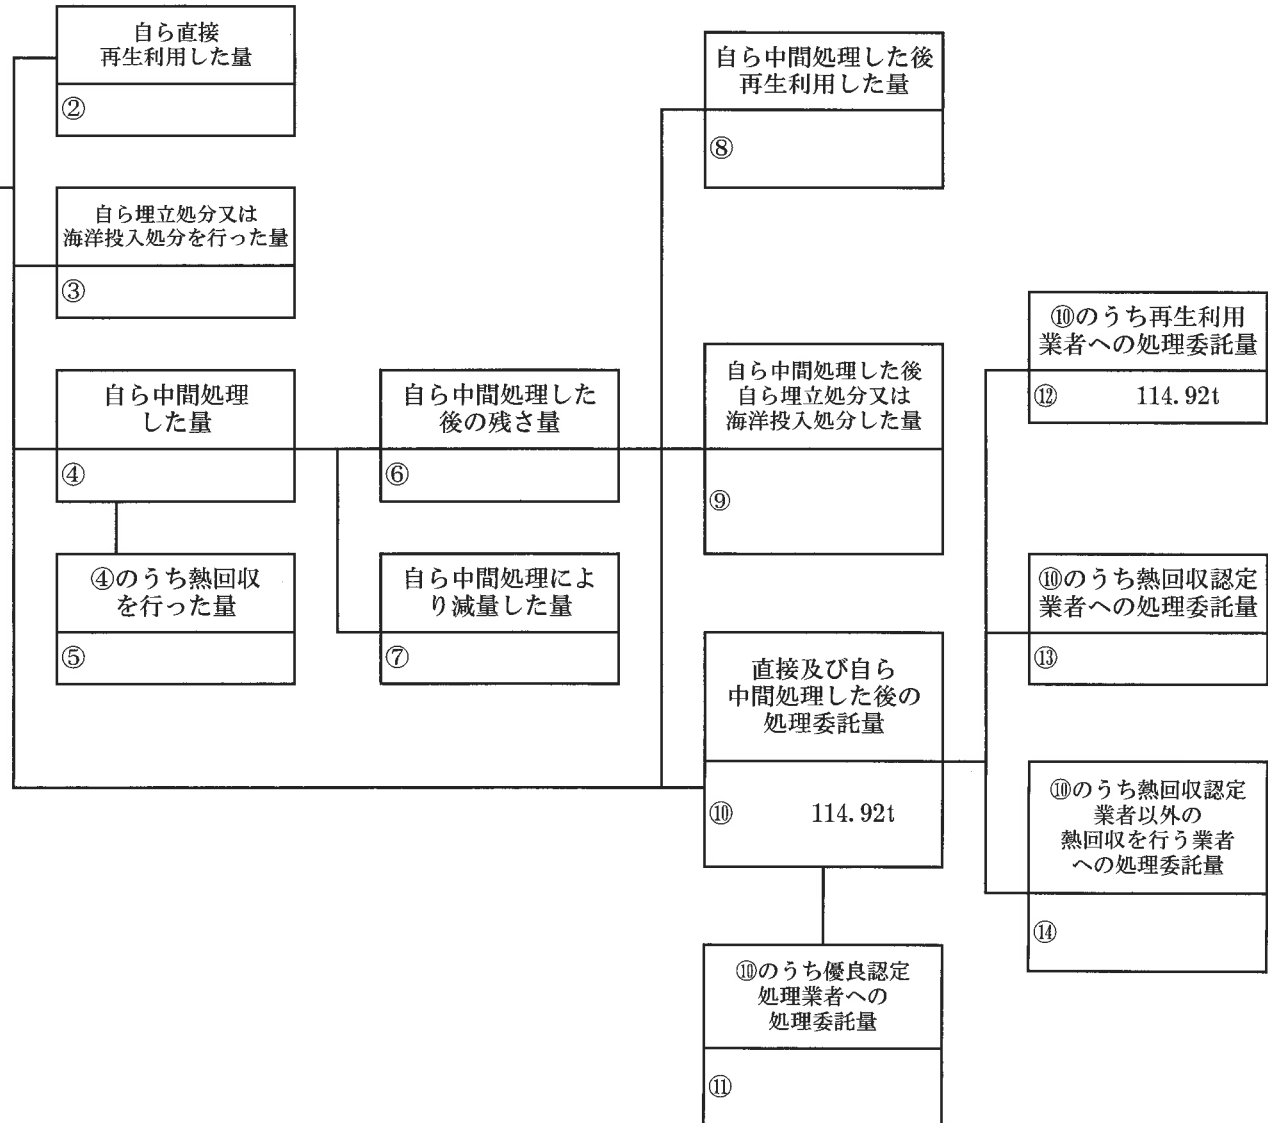 自ら直接
再生利用した量
②
自ら埋立処分又は
海洋投入処分を行った量
③
自ら中間処理
した量
④
④のうち熱回収
を行った量
⑤
自ら中間処理した
後の残さ量
⑥
自ら中間処理によ
り減量した量
⑦
自ら中間処理した後
再生利用した量
⑧
自ら中間処理した後
自ら埋立処分又は
海洋投入処分した量
⑨
直接及び自ら
中間処理した後の
処理委託量
⑩ 114.92t
⑩のうち優良認定
処理業者への
処理委託量
⑪
⑩のうち再生利用
業者への処理委託量
⑫ 114.92t
⑩のうち熱回収認定
業者への処理委託量
⑬
⑩のうち熱回収認定
業者以外の
熱回収を行う業者
への処理委託量
⑭